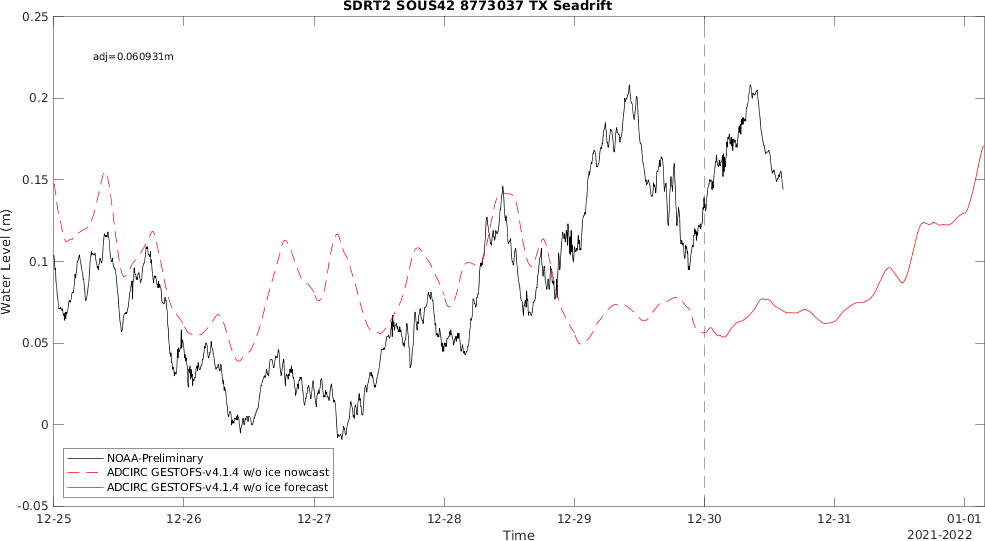 SDRT2 SOUS42 8773037 TX Seadrift
adj=0.060931m
Water Level (m)
0.25
0.2
0.15
0.1
0.05
0
-0.05
NOAA-Preliminary
ADCIRC GESTOFS-v4.1.4 w/o ice nowcast
ADCIRC GESTOFS-v4.1.4 w/o ice forecast
12-25 12-26 12-27 12-28 12-29 12-30 12-31 01-01
Time
2021-2022